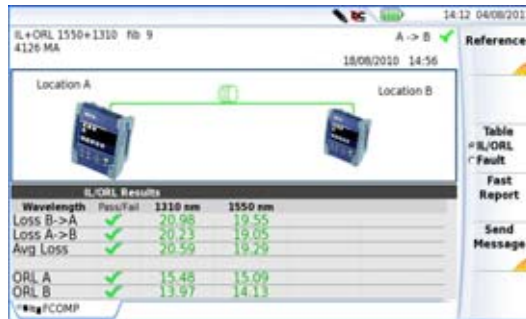 14:12 04/08/201
IL+ORL 1550+1310 fib 9
A -> B
4126 MA
18/08/2010 14:56
Reference
Location A
Location B
Table
IL/ORL
Fault
Fast
Report
Send
Message
IL/ORL Results
Wavelength Pass/Fail 1310 nm 1550 nm
Loss B->A 20.98 19.55
Loss A->B 20.23 19.05
Avg Loss 20.59 19.29
ORL A 15.48 15.09
ORL B 13.97 14.13
FCOMP